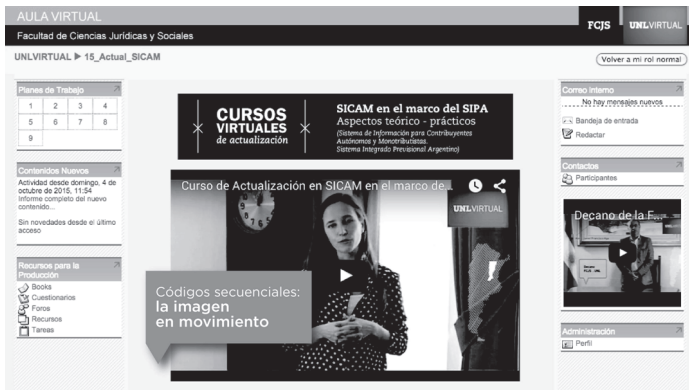 AULA VIRTUAL
Facultad de Ciencias Jurídicas y Sociales
FCJS
UNLVIRTUAL
UNLVIRTUAL ▶ 15_Actual_SICAM
Volver a mi rol normal
Planes de Trabajo
1 2 3 4
5 6 7 8
9
Contenidos Nuevos
Actividad desde domingo, 4 de
octubre de 2015, 11:54
Informe completo del nuevo
contenido...
Sin novedades desde el último
acceso
Recursos para la
Producción
Books
Cuestionarios
Foros
Recursos
Tareas
CURSOS
VIRTUALES
de actualización
SICAM en el marco del SIPA
Aspectos teórico - prácticos
(Sistema de Información para Contribuyentes
Autónomos y Monotributistas.
Sistema Integrado Previsional Argentino)
Curso de Actualización en SICAM en el marco de...
UNLVIRTUAL
Códigos secuenciales:
la imagen
en movimiento
Correo Interno
No hay mensajes nuevos
Bandeja de entrada
Redactar
Contactos
Participantes
Decano de la F...
Administración
Perfil